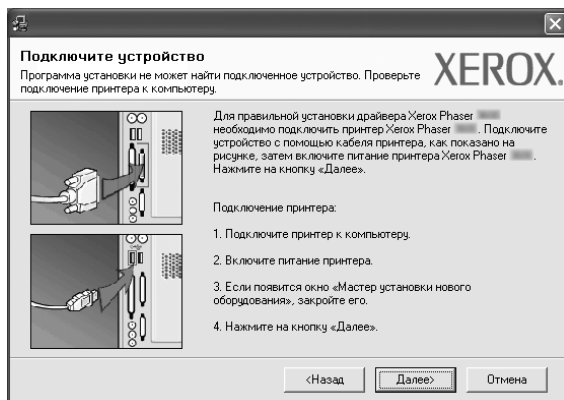 Подключите устройство
Программа установки не может найти подключенное устройство. Проверьте
подключение принтера к компьютеру.
XEROX.
Для правильной установки драйвера Xerox Phaser
необходимо подключить принтер Xerox Phaser . Подключите
устройство с помощью кабеля принтера, как показано на
рисунке, затем включите питание принтера Xerox Phaser .
Нажмите на кнопку «Далее».
Подключение принтера:
1. Подключите принтер к компьютеру.
2. Включите питание принтера.
3. Если появится окно «Мастер установки нового
оборудования», закройте его.
4. Нажмите на кнопку «Далее».
<Назад
Далее>
Отмена